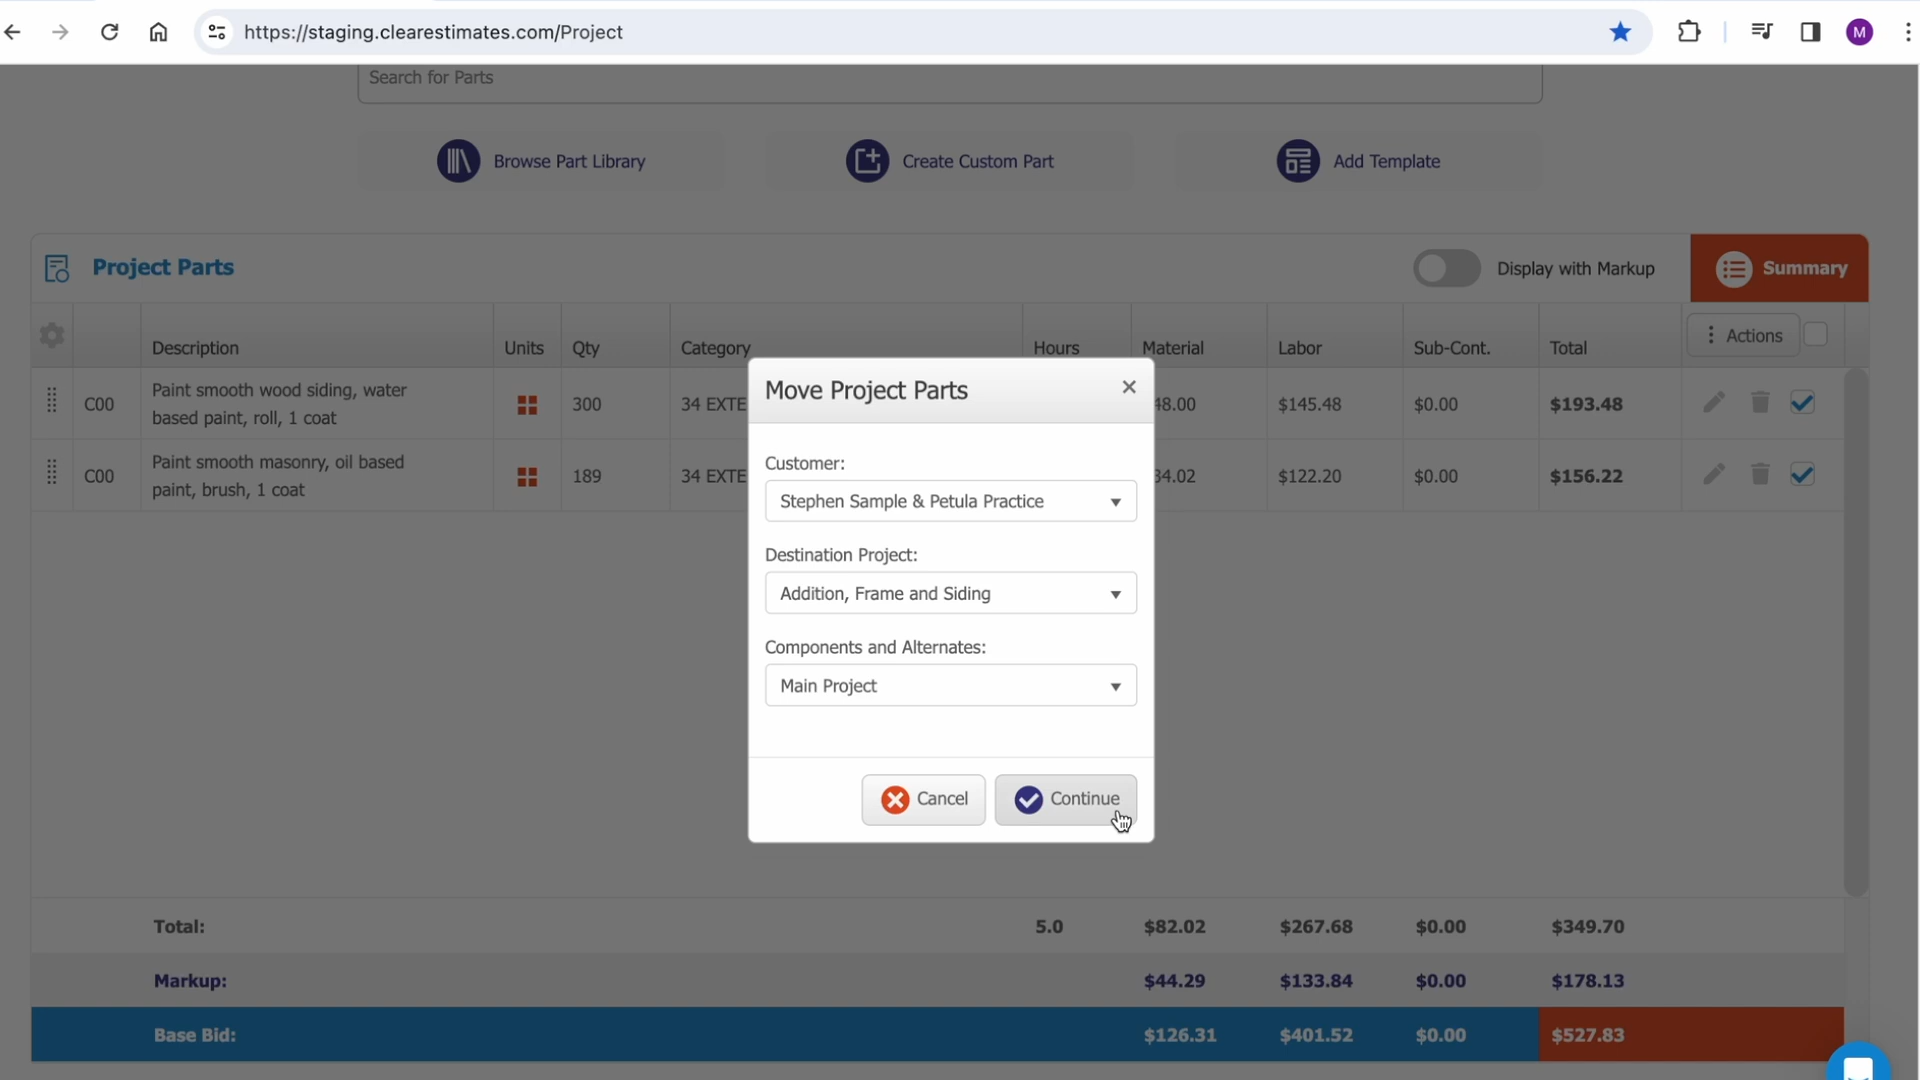 https://staging.clearestimates.com/Project
M
Search for Parts
Browse Part Library
Create Custom Part
Add Template
Project Parts
Display with Markup
Summary
Description
Units
Qty
Category
Hours
Material
Labor
Sub-Cont.
Total
Actions
C00
Paint smooth wood siding, water
based paint, roll, 1 coat
300
34 EXTE
48.00
$145.48
$0.00
$193.48
C00
Paint smooth masonry, oil based
paint, brush, 1 coat
189
34 EXTE
34.02
$122.20
$0.00
$156.22
Move Project Parts
Customer:
Stephen Sample & Petula Practice
Destination Project:
Addition, Frame and Siding
Components and Alternates:
Main Project
Cancel
Continue
Total:
5.0
$82.02
$267.68
$0.00
$349.70
Markup:
$44.29
$133.84
$0.00
$178.13
Base Bid:
$126.31
$401.52
$0.00
$527.83